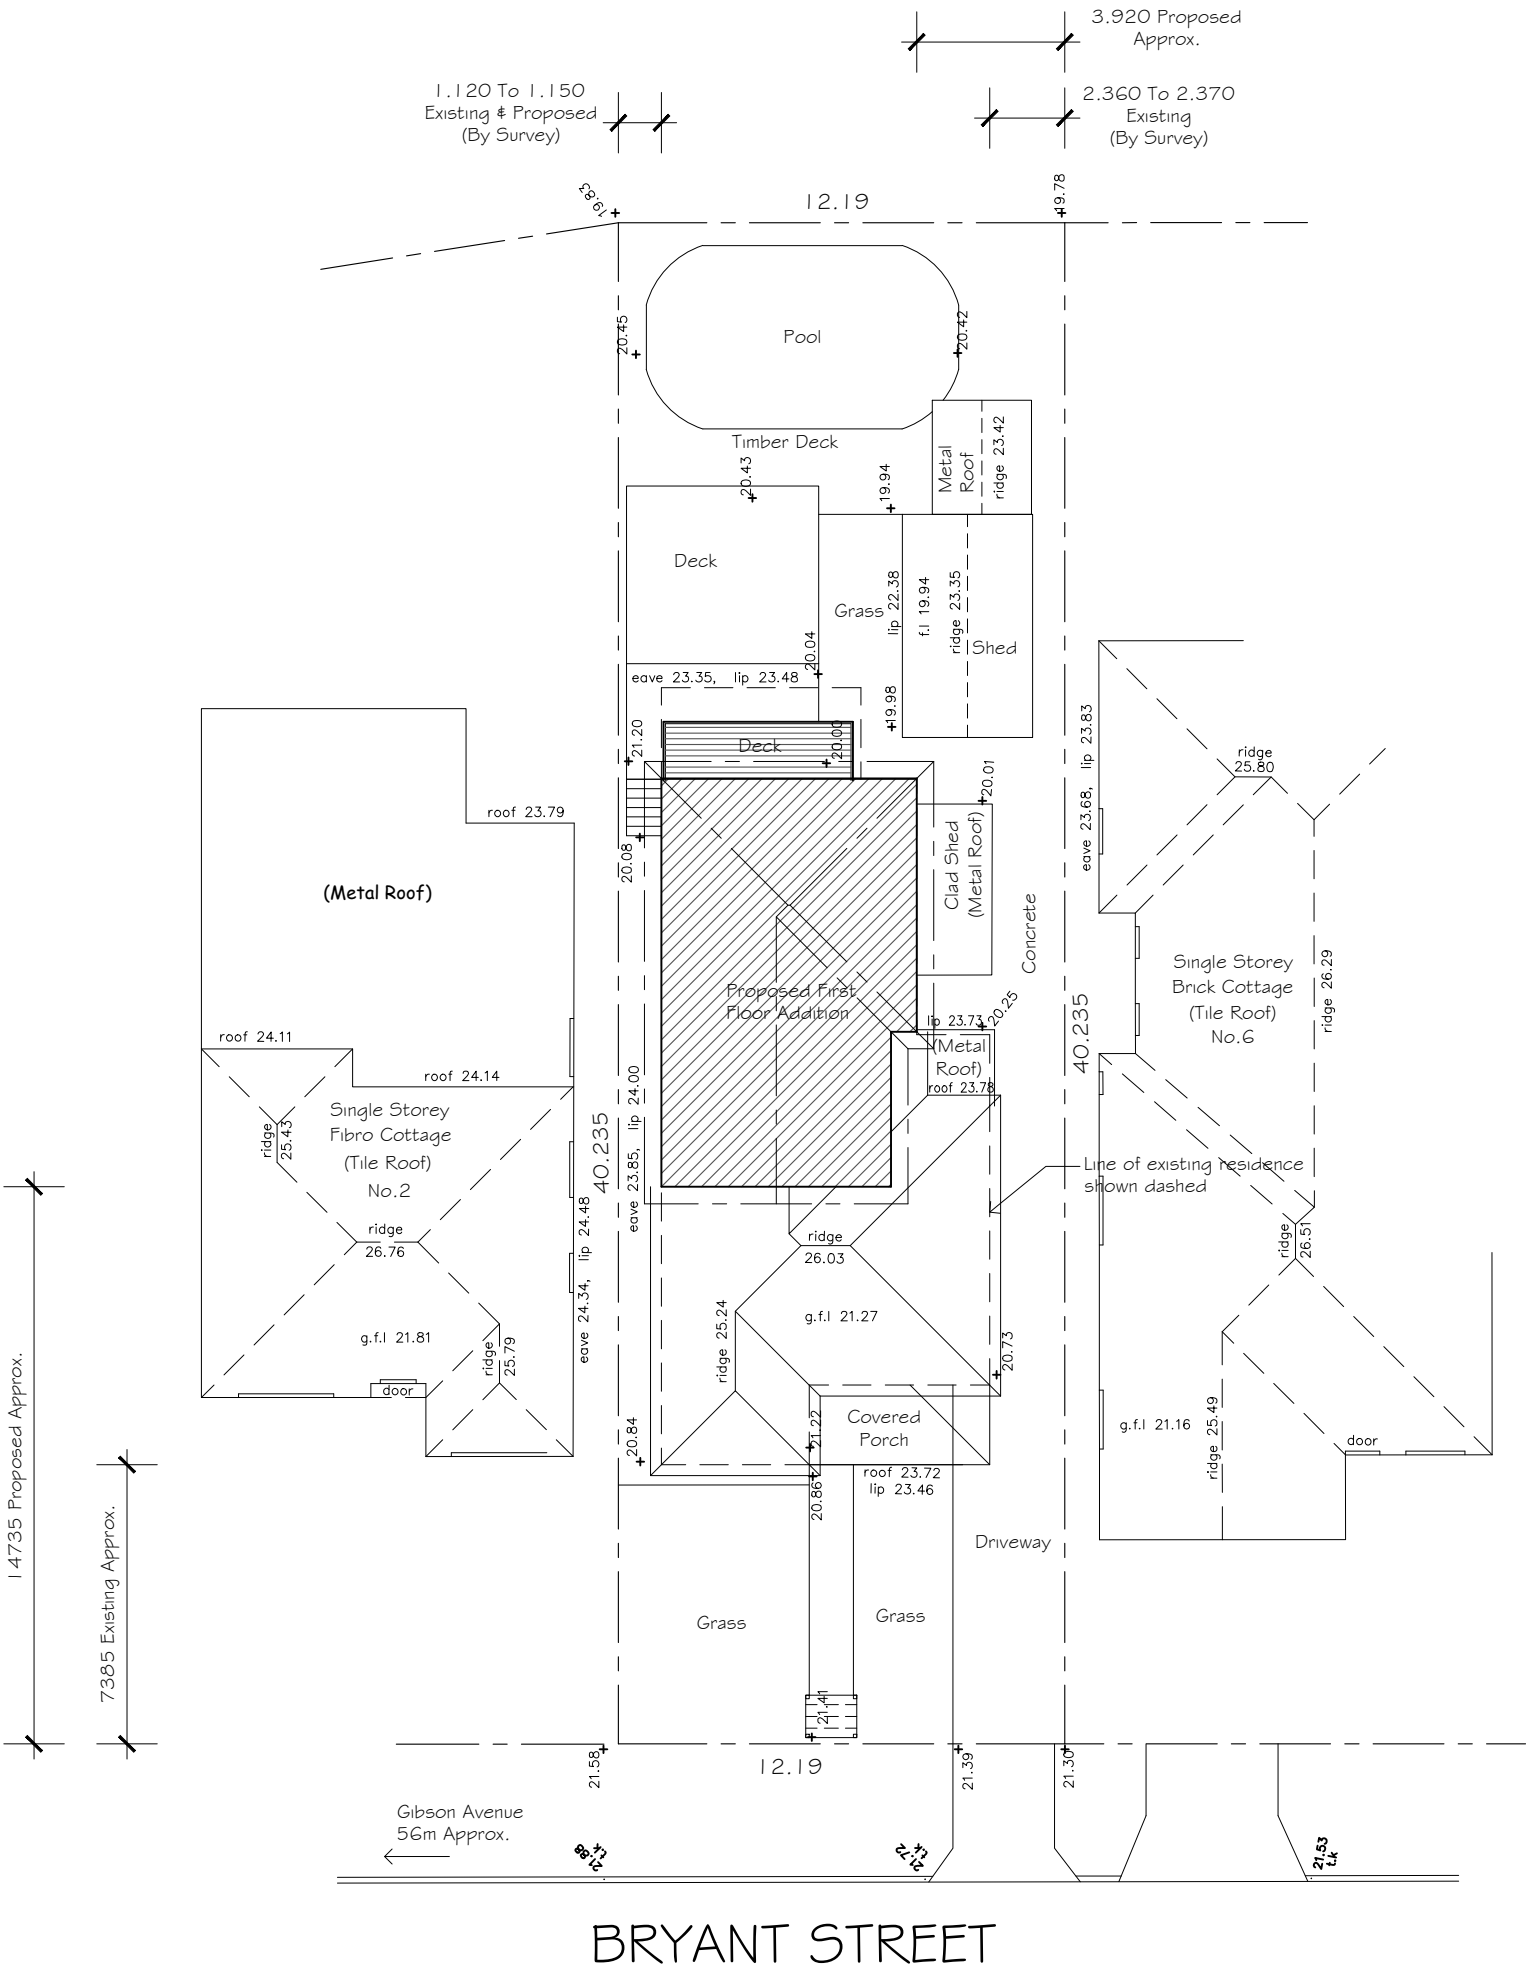 3.920 Proposed
Approx.
1.120 To 1.150
Existing & Proposed
(By Survey)
2.360 To 2.370
Existing
(By Survey)
19.83
12.19
19.78
20.45
Pool
20.42
Timber Deck
20.43
19.94
Metal
Roof
ridge 23.42
Deck
Grass
lip 22.38
f.l 19.94
ridge 23.35
Shed
20.04
eave 23.35, lip 23.48
19.98
21.20
Deck
20.00
eave 23.68, lip 23.83
ridge
25.80
roof 23.79
20.01
20.08
(Metal Roof)
Clad Shed
(Metal Roof)
Concrete
Single Storey
Brick Cottage
(Tile Roof)
No.6
ridge 26.29
Proposed First
Floor Addition
20.25
lip 23.73
(Metal
Roof)
roof 23.78
40.235
roof 24.11
roof 24.14
Single Storey
Fibro Cottage
(Tile Roof)
No.2
ridge
25.43
40.235
eave 23.85, lip 24.00
Line of existing residence
shown dashed
ridge
26.76
eave 24.34, lip 24.48
ridge
26.03
ridge
26.51
g.f.l 21.81
ridge
25.79
door
ridge 25.24
g.f.l 21.27
20.73
20.84
21.22
Covered
Porch
roof 23.72
lip 23.46
20.86
g.f.l 21.16
ridge 25.49
door
14735 Proposed Approx.
7385 Existing Approx.
Driveway
Grass
Grass
21.41
21.58
12.19
21.39
21.30
Gibson Avenue
56m Approx.
21.88
t.k
21.72
t.k
21.53
t.k
BRYANT STREET